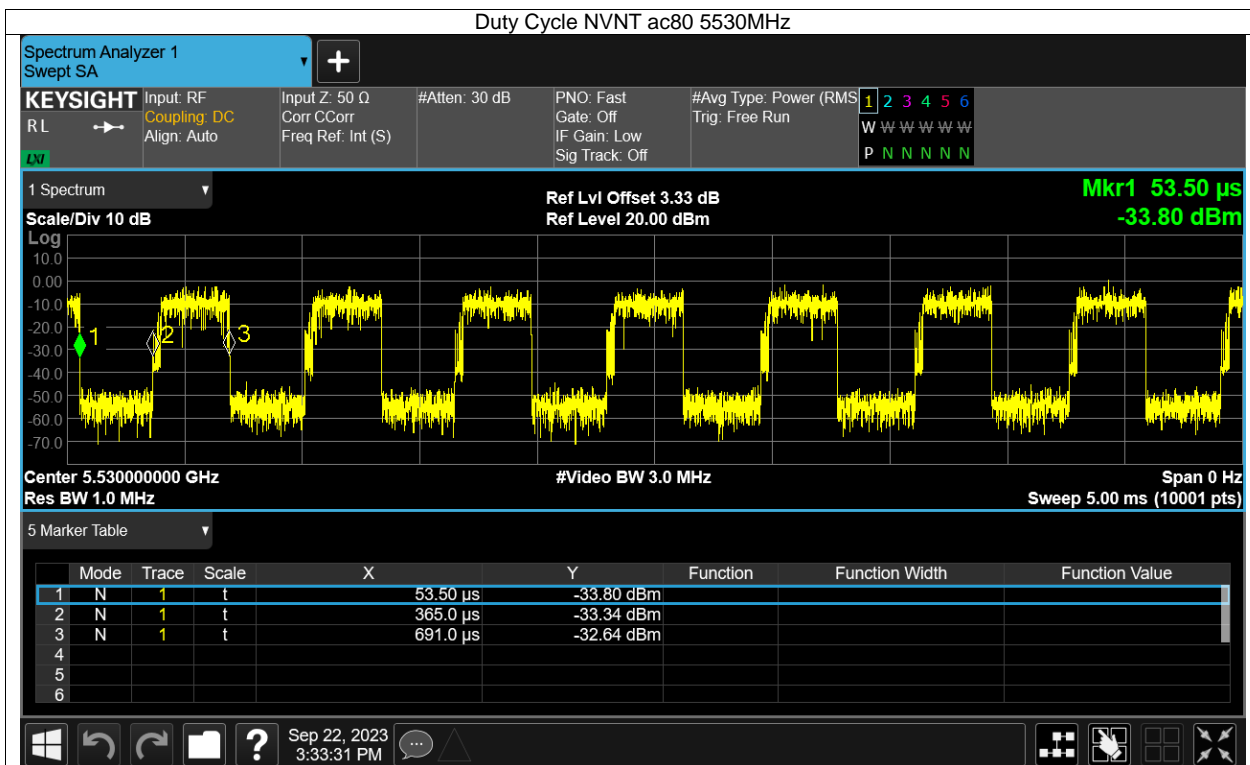 Duty Cycle NVNT ac80 5530MHz
Spectrum Analyzer 1
Swept SA
KEYSIGHT
RL
LXI
Input: RF
Coupling: DC
Align: Auto
Input Z: 50 Ω
Corr CCorr
Freq Ref: Int (S)
#Atten: 30 dB
PNO: Fast
Gate: Off
IF Gain: Low
Sig Track: Off
#Avg Type: Power (RMS
Trig: Free Run
1 2 3 4 5 6
W W W W W W
P N N N N N
1 Spectrum
Scale/Div 10 dB
Ref Lvl Offset 3.33 dB
Ref Level 20.00 dBm
Mkr1 53.50 µs
-33.80 dBm
Log
10.0
0.00
-10.0
-20.0
-30.0
-40.0
-50.0
-60.0
-70.0
1
2
3
Center 5.530000000 GHz
#Video BW 3.0 MHz
Span 0 Hz
Res BW 1.0 MHz
Sweep 5.00 ms (10001 pts)
5 Marker Table
Mode Trace Scale X Y Function Function Width Function Value
1 N 1 t 53.50 µs -33.80 dBm
2 N 1 t 365.0 µs -33.34 dBm
3 N 1 t 691.0 µs -32.64 dBm
4
5
6
?
Sep 22, 2023
3:33:31 PM